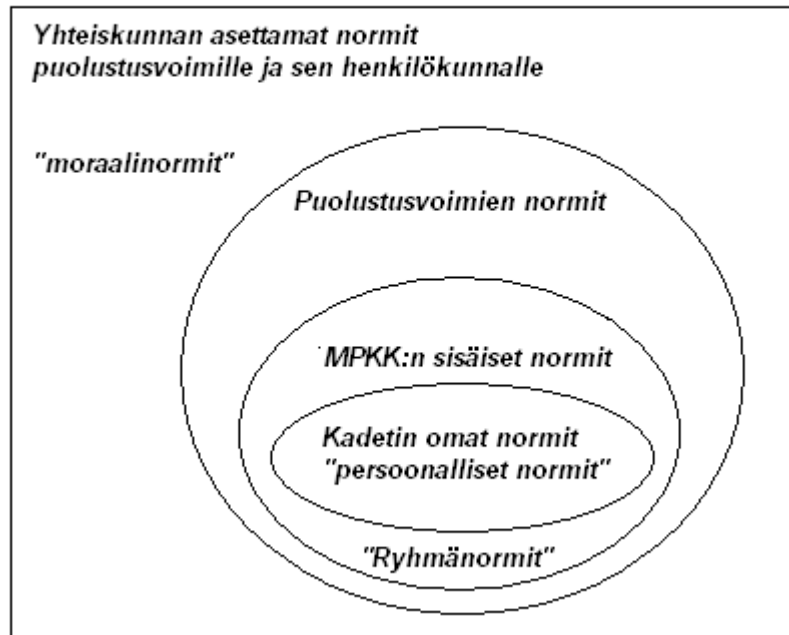 Yhteiskunnan asettamat normit
puolustusvoimille ja sen henkilökunnalle
"moraalinormit"
Puolustusvoimien normit
MPKK:n sisäiset normit
Kadetin omat normit
"persoonalliset normit"
"Ryhmänormit"